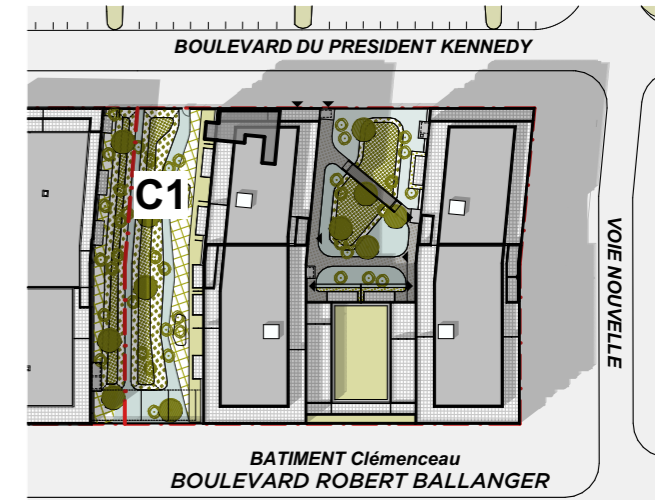 BOULEVARD DU PRESIDENT KENNEDY
C1
VOIE NOUVELLE
BATIMENT Clémenceau
BOULEVARD ROBERT BALLANGER